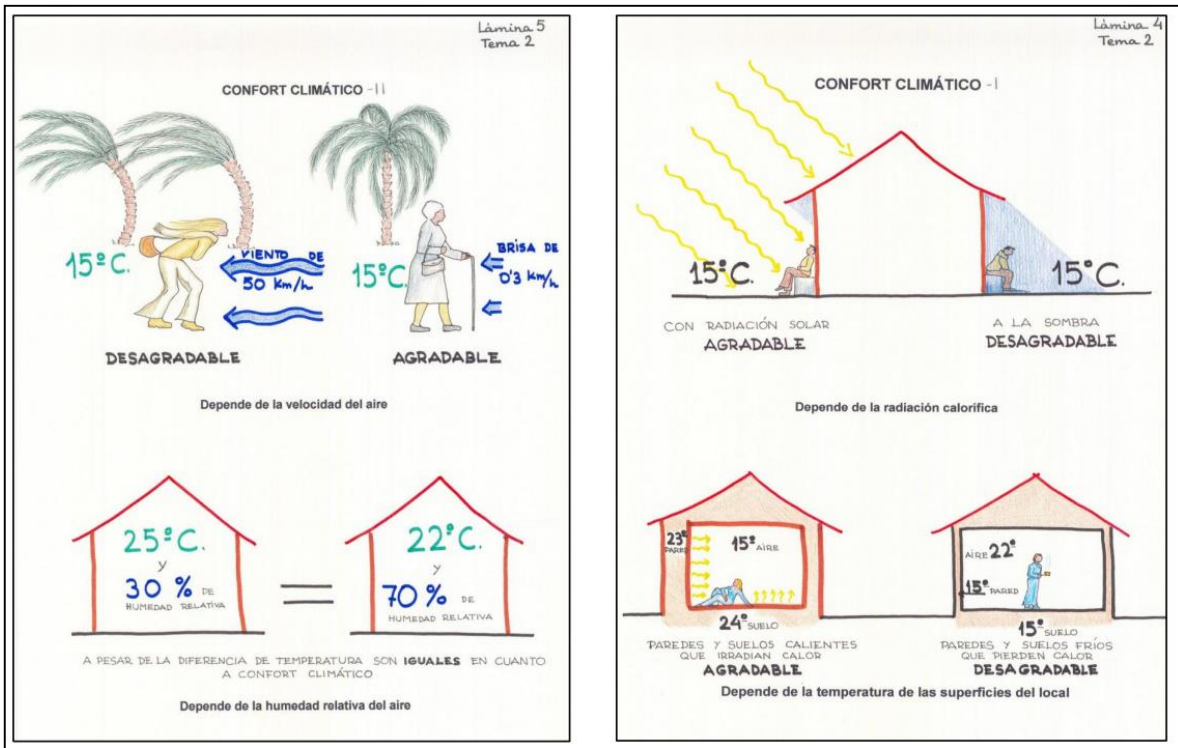 Lámina 5
Tema 2
CONFORT CLIMÁTICO -II
15ºC.
VIENTO DE
50 Km/h
15ºC.
BRISA DE
0'3 Km/h
DESAGRADABLE
AGRADABLE
Depende de la velocidad del aire
25ºC.
Y
30 % DE
HUMEDAD RELATIVA
=
22ºC.
Y
70 % DE
HUMEDAD RELATIVA
A PESAR DE LA DIFERENCIA DE TEMPERATURA SON IGUALES EN CUANTO
A CONFORT CLIMÁTICO
Depende de la humedad relativa del aire
Lámina 4
Tema 2
CONFORT CLIMÁTICO -I
15ºC.
15ºC.
CON RADIACIÓN SOLAR
AGRADABLE
A LA SOMBRA
DESAGRADABLE
Depende de la radiación calorífica
23º
PARED
15º AIRE
24º SUELO
PAREDES Y SUELOS CALIENTES
QUE IRRADIAN CALOR
AGRADABLE
AIRE 22º
15º PARED
15º SUELO
PAREDES Y SUELOS FRÍOS
QUE PIERDEN CALOR
DESAGRADABLE
Depende de la temperatura de las superficies del local